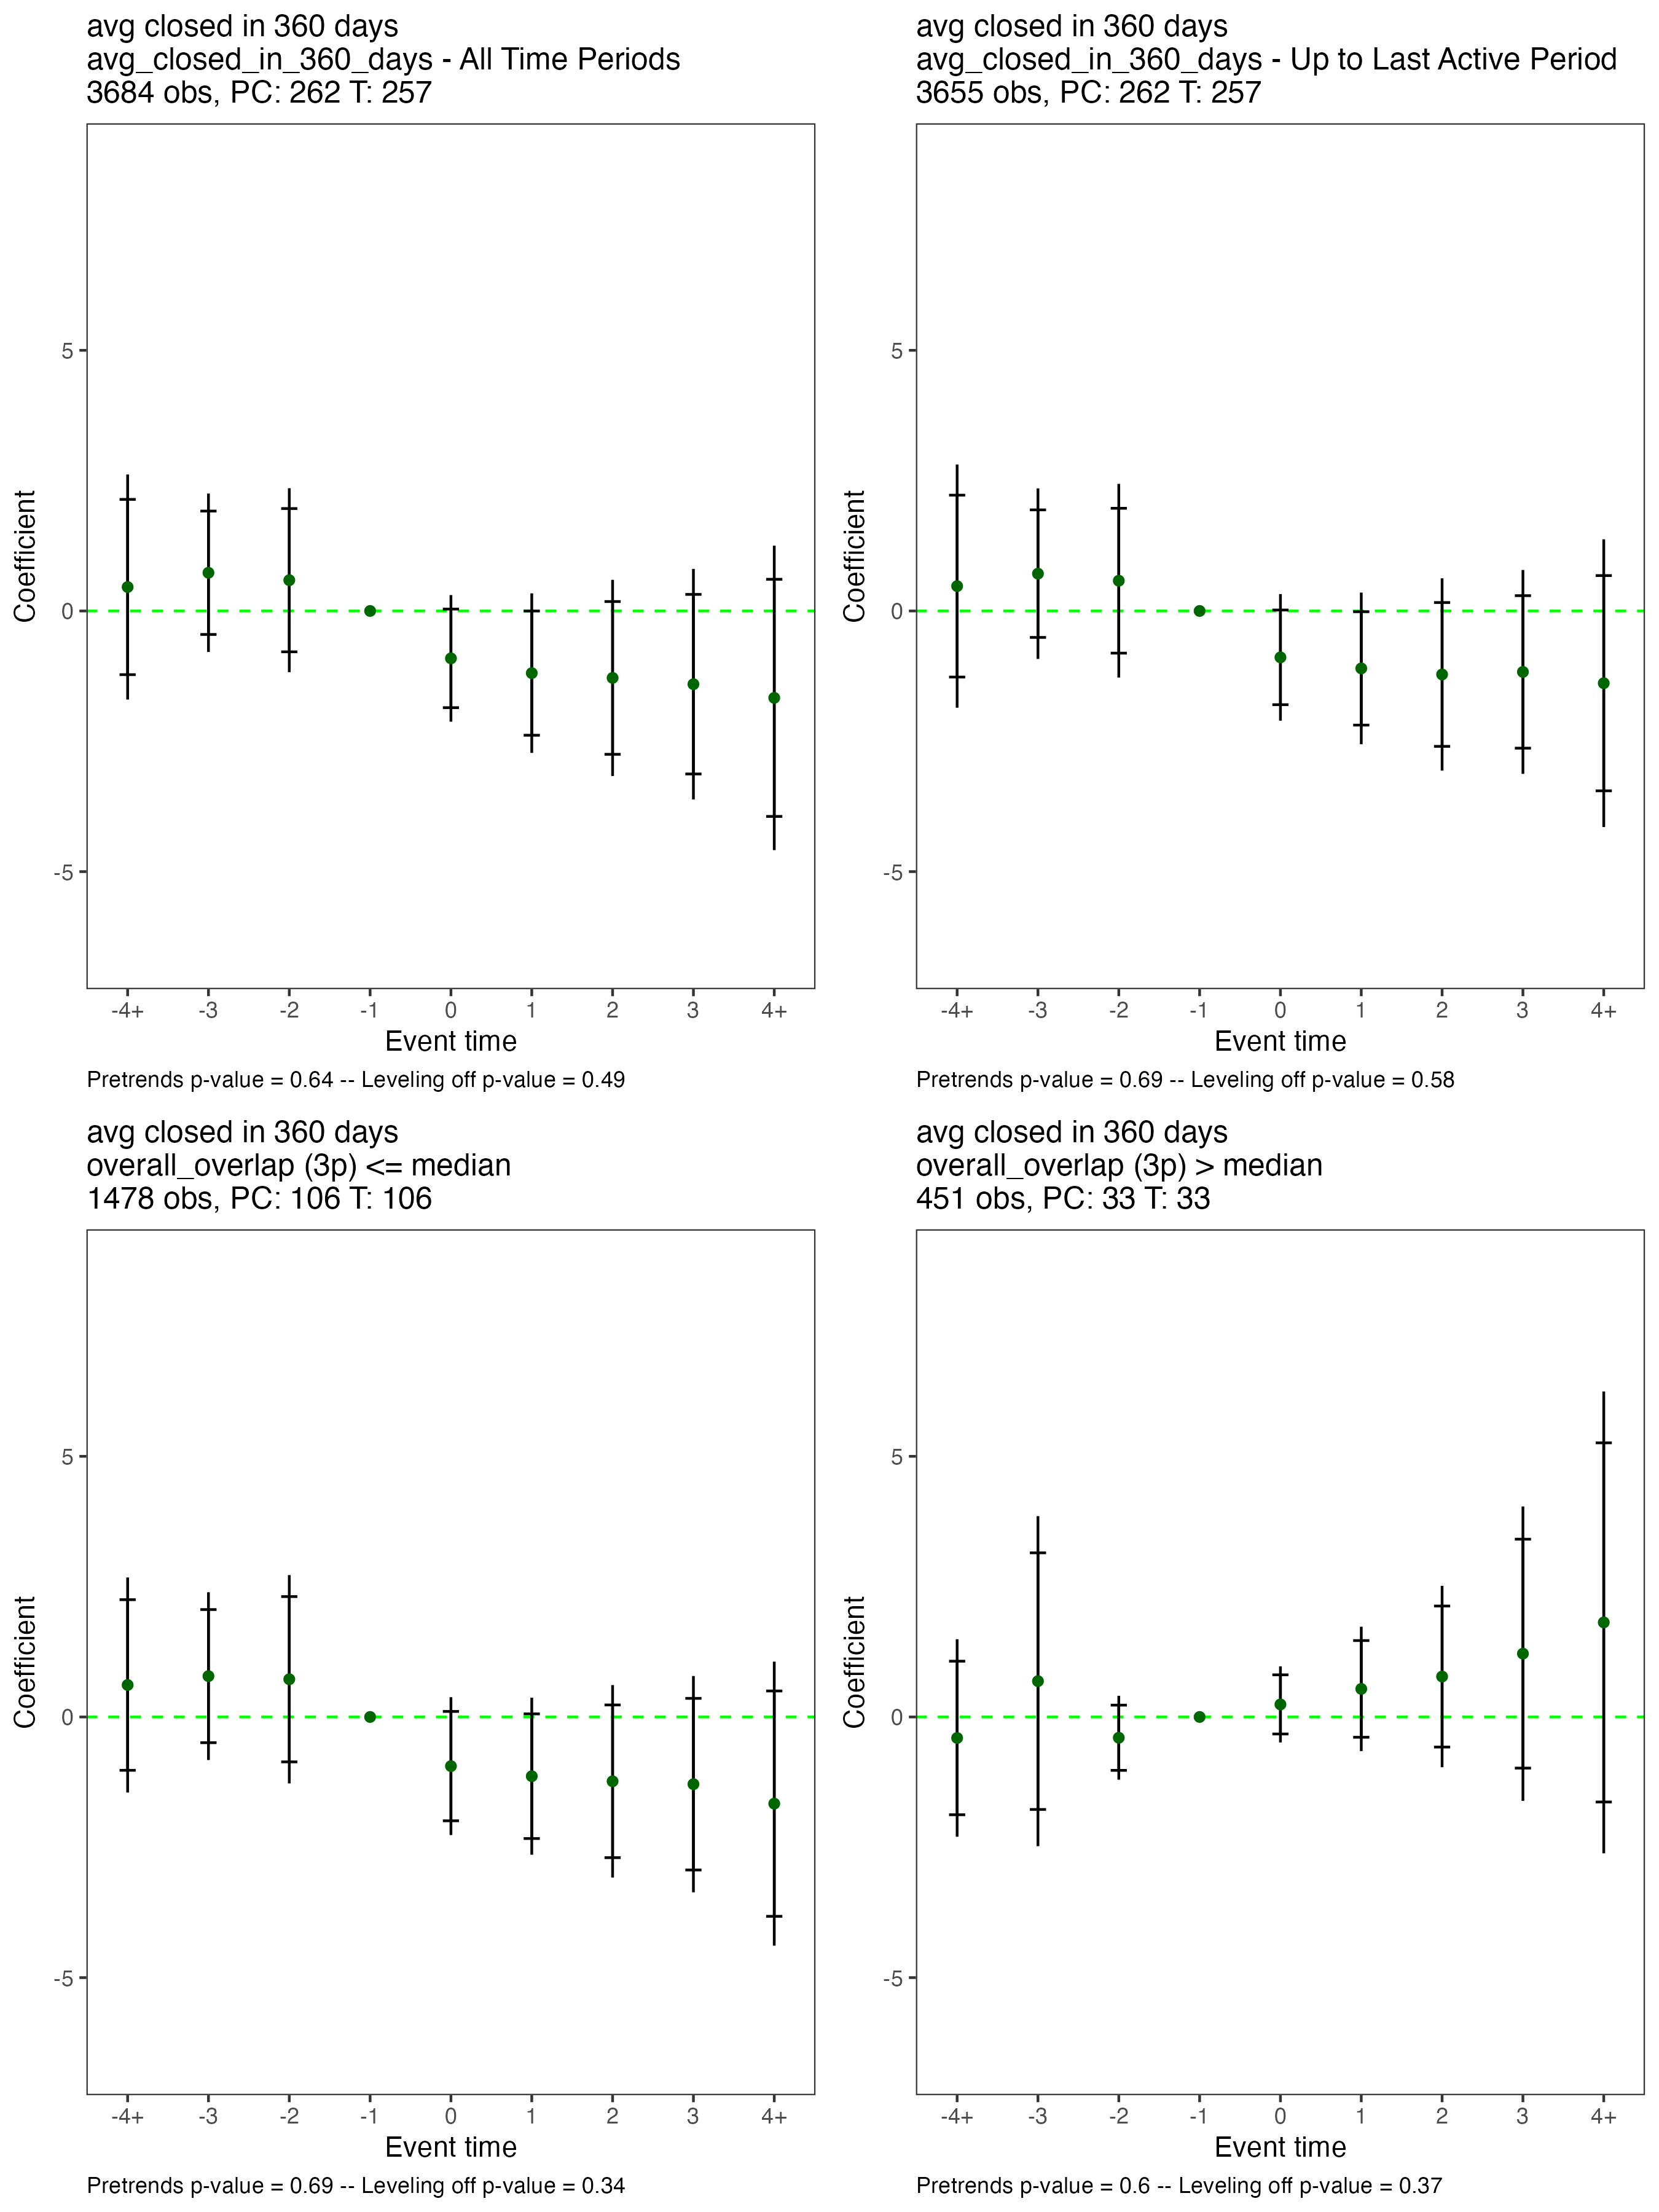 avg closed in 360 days
avg_closed_in_360_days - All Time Periods
3684 obs, PC: 262 T: 257
Coefficient
5
0
-5
-4+ -3 -2 -1 0 1 2 3 4+
Event time
Pretrends p-value = 0.64 -- Leveling off p-value = 0.49
avg closed in 360 days
avg_closed_in_360_days - Up to Last Active Period
3655 obs, PC: 262 T: 257
Coefficient
5
0
-5
-4+ -3 -2 -1 0 1 2 3 4+
Event time
Pretrends p-value = 0.69 -- Leveling off p-value = 0.58
avg closed in 360 days
overall_overlap (3p) <= median
1478 obs, PC: 106 T: 106
Coefficient
5
0
-5
-4+ -3 -2 -1 0 1 2 3 4+
Event time
Pretrends p-value = 0.69 -- Leveling off p-value = 0.34
avg closed in 360 days
overall_overlap (3p) > median
451 obs, PC: 33 T: 33
Coefficient
5
0
-5
-4+ -3 -2 -1 0 1 2 3 4+
Event time
Pretrends p-value = 0.6 -- Leveling off p-value = 0.37